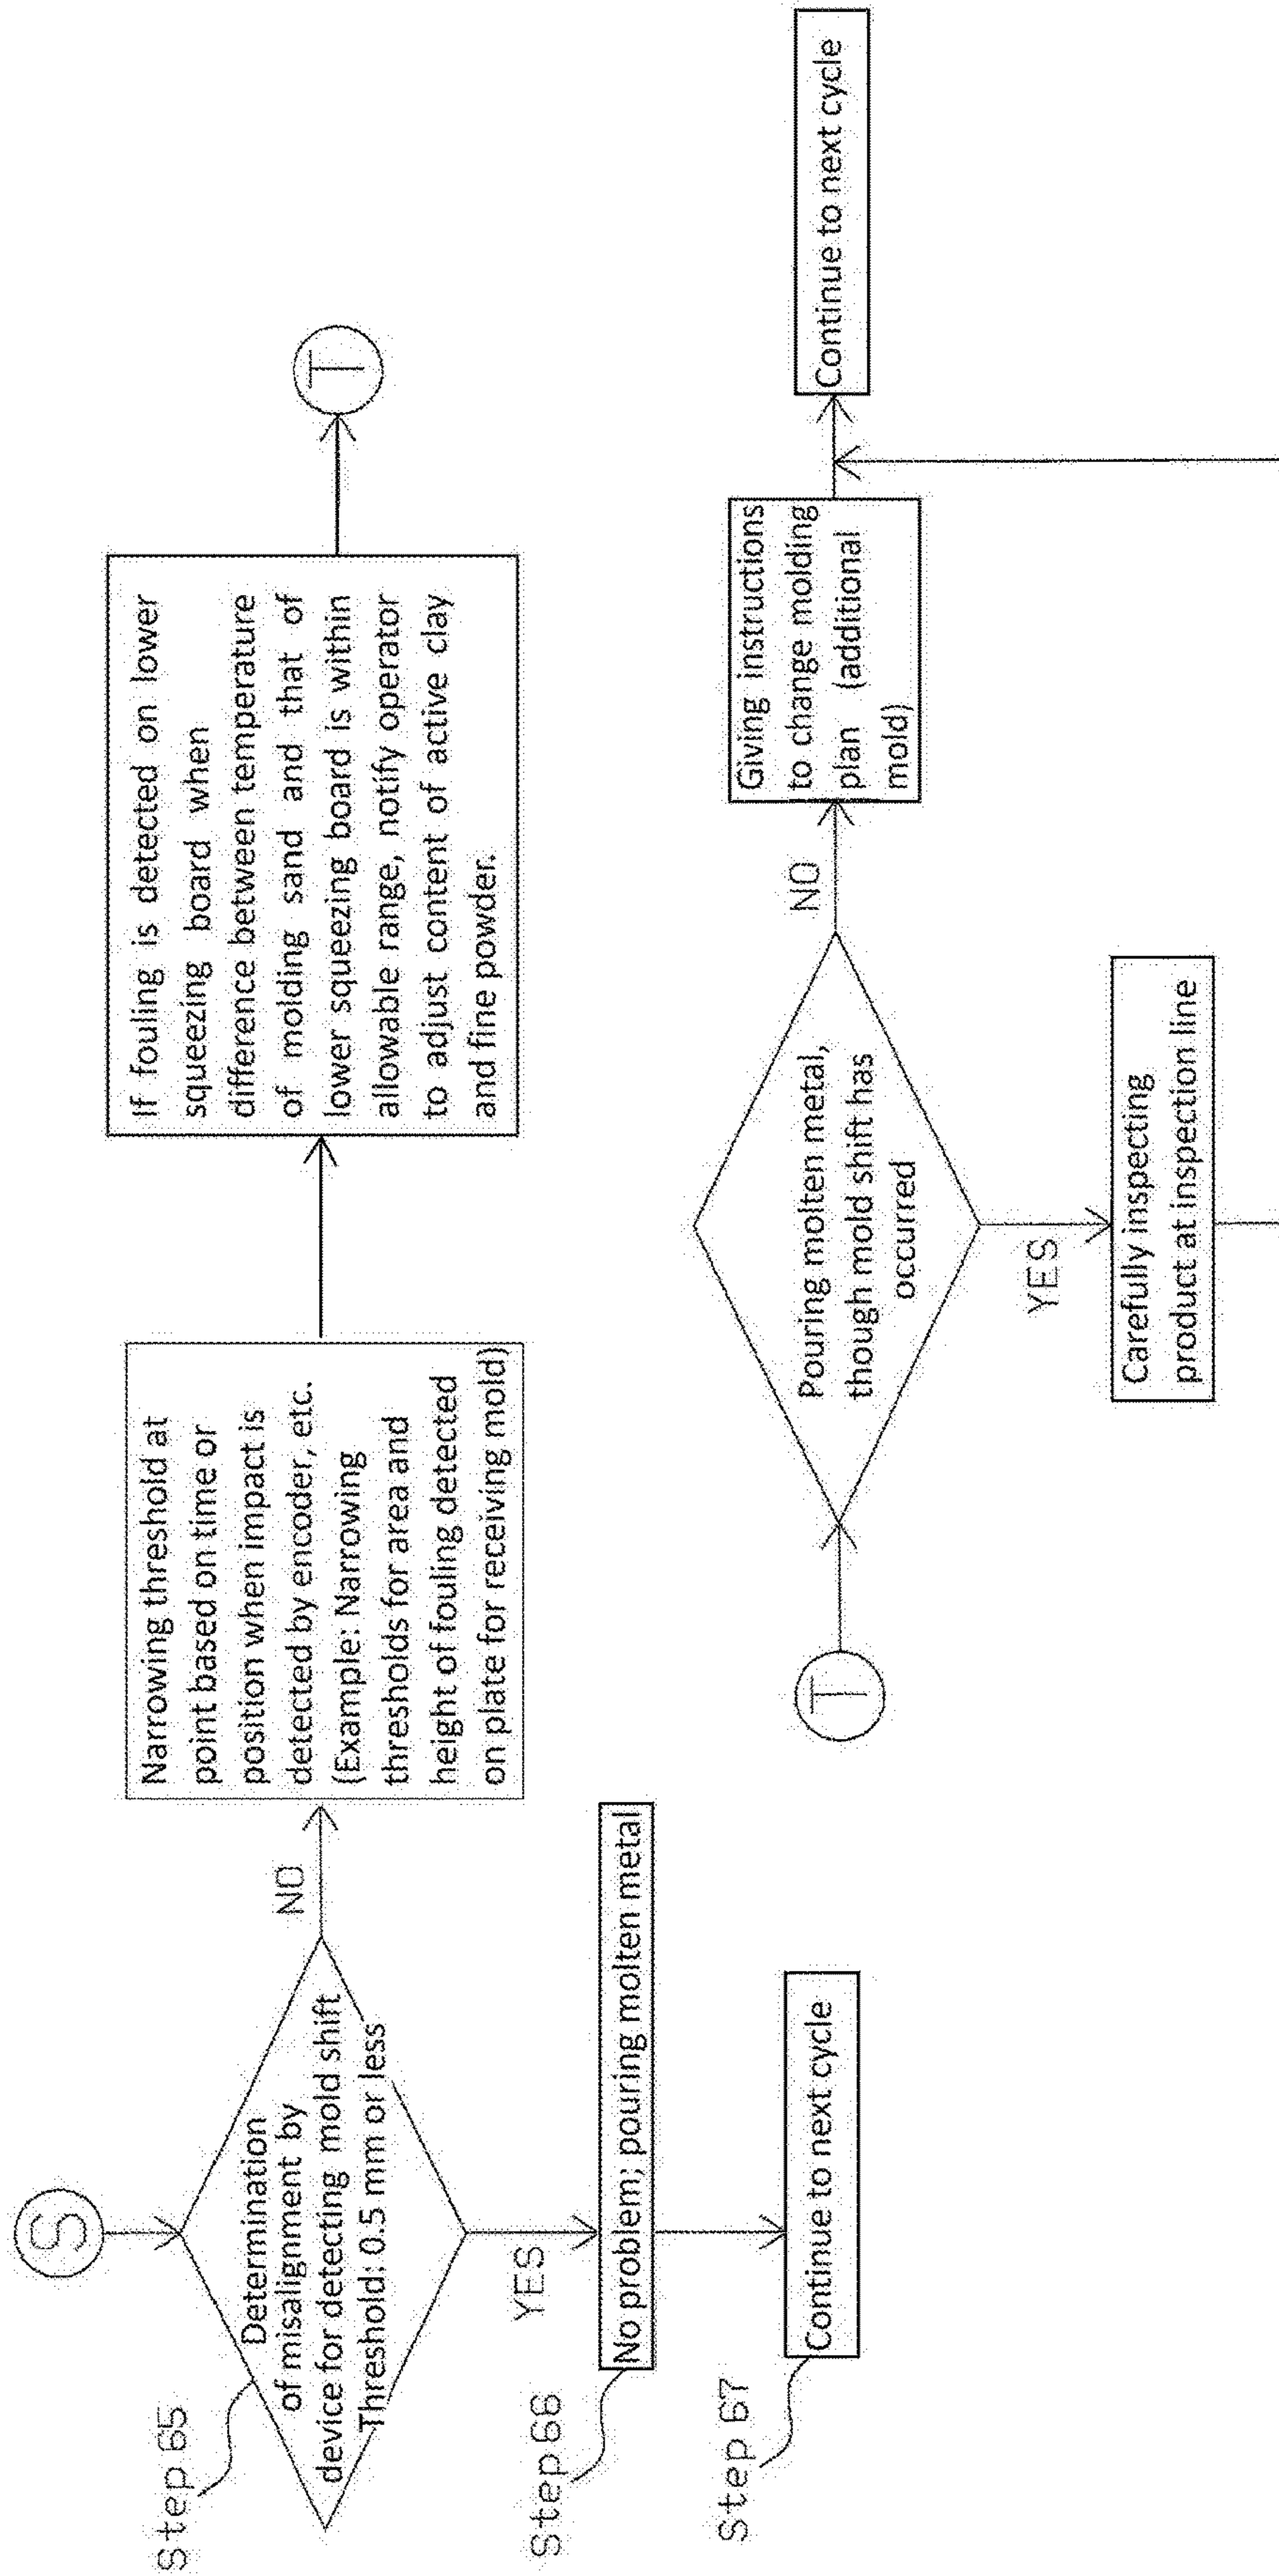 S
Step 65
Determination
of misalignment by
device for detecting mold shift
Threshold: 0.5 mm or less
NO
Narrowing threshold at
point based on time or
position when impact is
detected by encoder, etc.
(Example: Narrowing
thresholds for area and
height of fouling detected
on plate for receiving mold)
If fouling is detected on lower
squeezing board when
difference between temperature
of molding sand and that of
lower squeezing board is within
allowable range, notify operator
to adjust content of active clay
and fine powder.
T
YES
Step 66
No problem; pouring molten metal
Step 67
Continue to next cycle
T
Pouring molten metal,
though mold shift has
occurred
NO
Giving instructions
to change molding
plan (additional
mold)
Continue to next cycle
YES
Carefully inspecting
product at inspection line